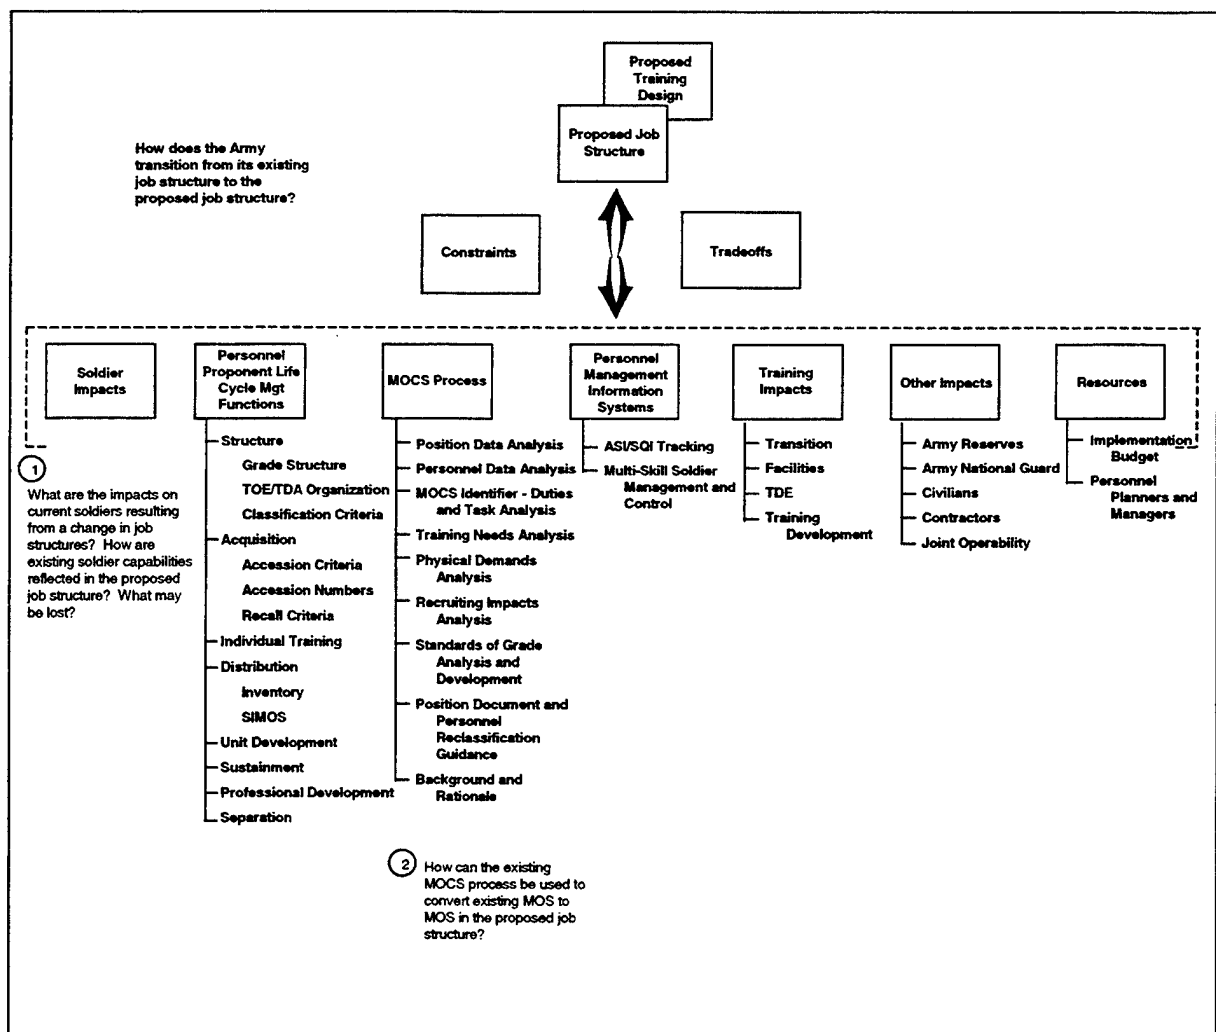 Proposed
Training
Design
Proposed Job
Structure
How does the Army
transition from its existing
job structure to the
proposed job structure?
Constraints
Tradeoffs
Soldier
Impacts
Personnel
Proponent Life
Cycle Mgt
Functions
MOCS Process
Personnel
Management
Information
Systems
Training
Impacts
Other Impacts
Resources
1
What are the impacts on
current soldiers resulting
from a change in job
structures? How are
existing soldier capabilities
reflected in the proposed
job structure? What may
be lost?
Structure
Grade Structure
TOE/TDA Organization
Classification Criteria
Acquisition
Accession Criteria
Accession Numbers
Recall Criteria
Individual Training
Distribution
Inventory
SIMOS
Unit Development
Sustainment
Professional Development
Separation
Position Data Analysis
Personnel Data Analysis
MOCS Identifier - Duties
and Task Analysis
Training Needs Analysis
Physical Demands
Analysis
Recruiting Impacts
Analysis
Standards of Grade
Analysis and
Development
Position Document and
Personnel
Reclassification
Guidance
Background and
Rationale
ASI/SQI Tracking
Multi-Skill Soldier
Management and
Control
Transition
Facilities
TDE
Training
Development
Army Reserves
Army National Guard
Civilians
Contractors
Joint Operability
Implementation
Budget
Personnel
Planners and
Managers
2
How can the existing
MOCS process be used to
convert existing MOS to
MOS in the proposed job
structure?